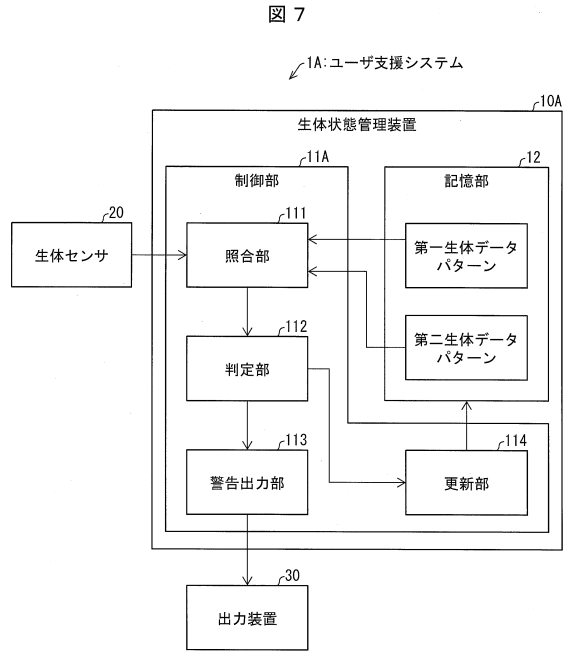 図７
1A:ユーザ支援システム
10A
生体状態管理装置
11A
制御部
12
記憶部
20
生体センサ
111
照合部
第一生体データ
パターン
112
判定部
第二生体データ
パターン
113
警告出力部
114
更新部
30
出力装置